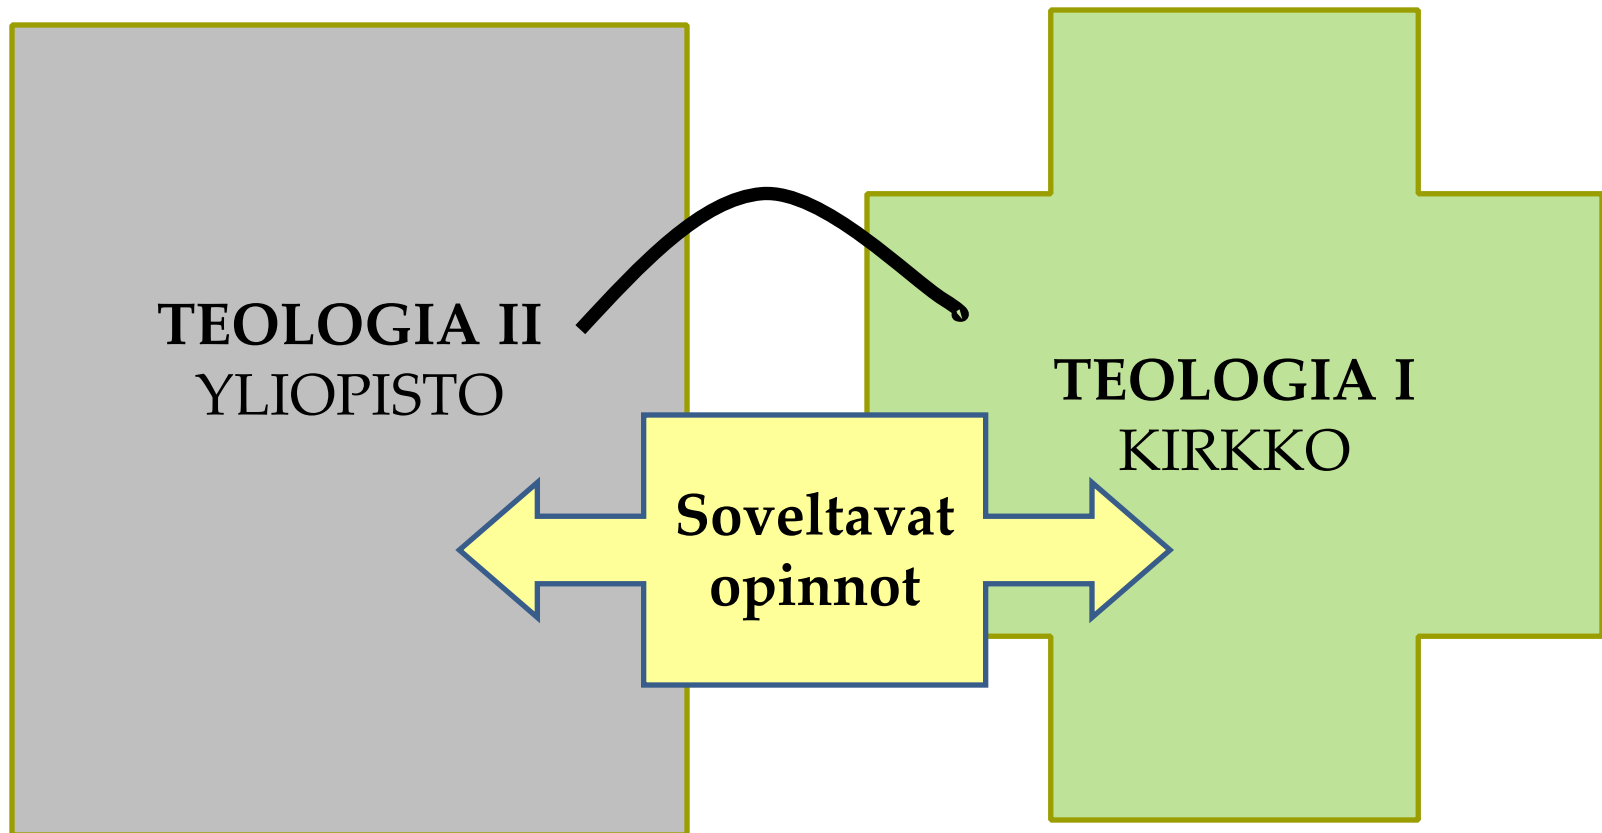 TEOLOGIA II
YLIOPISTO
TEOLOGIA I
KIRKKO
Soveltavat
opinnot